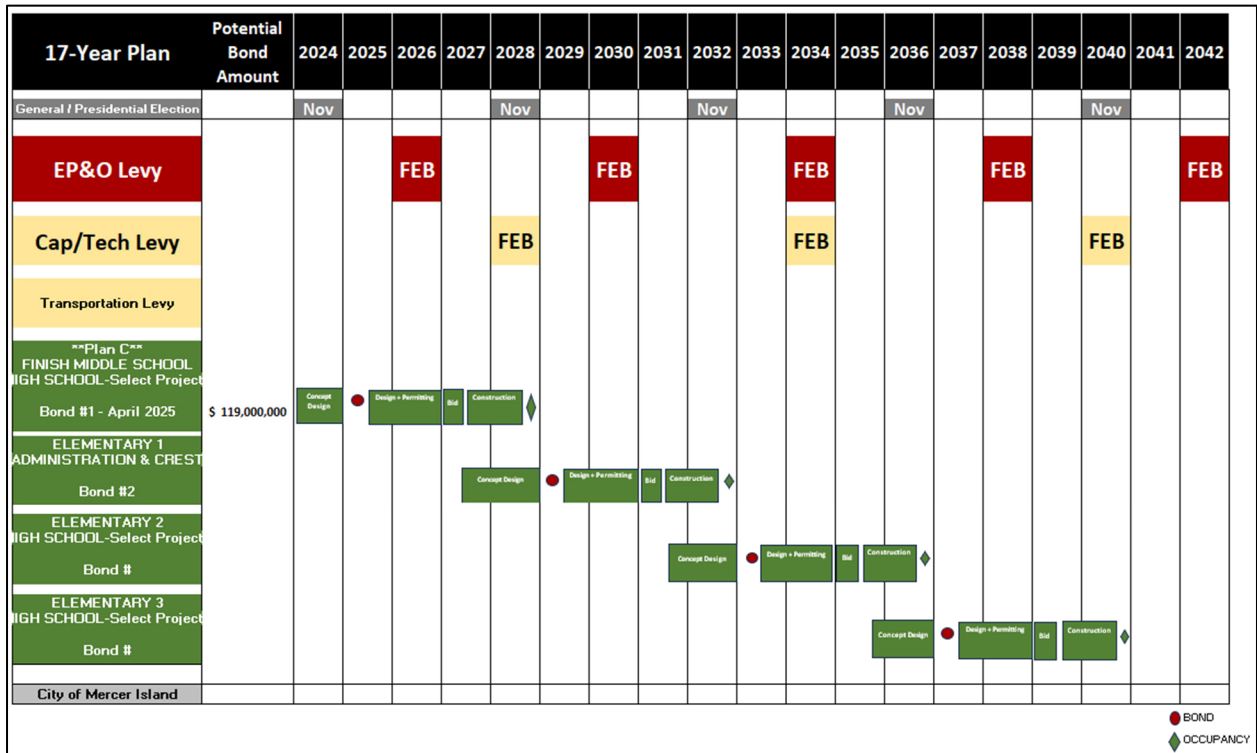 17-Year Plan
Potential
Bond
Amount
2024 2025 2026 2027 2028 2029 2030 2031 2032 2033 2034 2035 2036 2037 2038 2039 2040 2041 2042
General / Presidential Election Nov Nov Nov Nov Nov
EP&O Levy FEB FEB FEB FEB FEB
Cap/Tech Levy FEB FEB FEB
Transportation Levy
**Plan C**
FINISH MIDDLE SCHOOL
IIGH SCHOOL-Select Project
Bond #1 - April 2025
$ 119,000,000
Concept
Design
Design + Permitting
Bid
Construction
ELEMENTARY 1
ADMINISTRATION & CREST
Bond #2
Concept Design
Design + Permitting
Bid
Construction
ELEMENTARY 2
IIGH SCHOOL-Select Project
Bond #
Concept Design
Design + Permitting
Bid
Construction
ELEMENTARY 3
IIGH SCHOOL-Select Project
Bond #
Concept Design
Design + Permitting
Bid
Construction
City of Mercer Island
BOND
OCCUPANCY